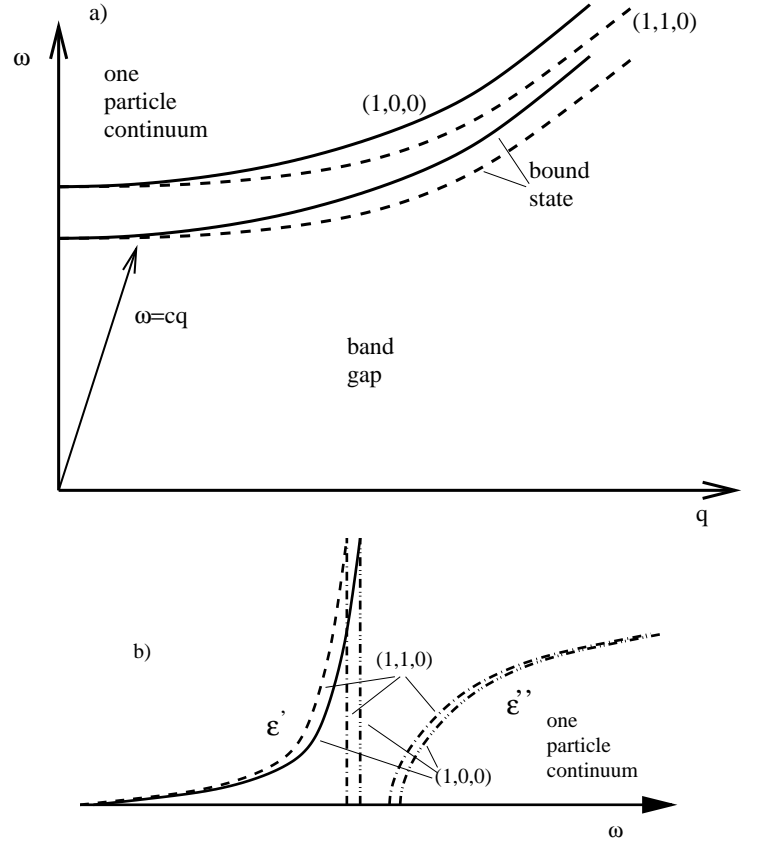 a)
ω
one
particle
continuum
(1,0,0)
(1,1,0)
bound
state
ω=cq
band
gap
q
b)
(1,1,0)
ε'
ε''
one
particle
continuum
(1,0,0)
ω